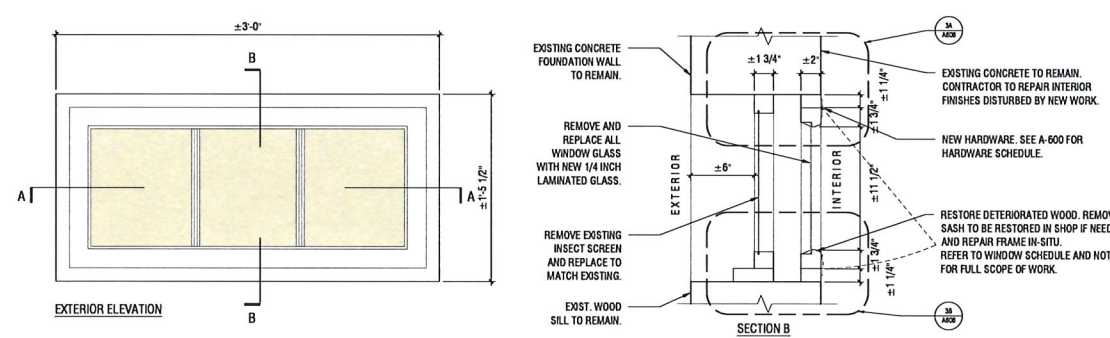 ±3'-0"
B
A
A
±1'-5 1/2"
B
EXTERIOR ELEVATION
EXISTING CONCRETE
FOUNDATION WALL
TO REMAIN.
REMOVE AND
REPLACE ALL
WINDOW GLASS
WITH NEW 1/4 INCH
LAMINATED GLASS.
REMOVE EXISTING
INSECT SCREEN
AND REPLACE TO
MATCH EXISTING.
EXIST. WOOD
SILL TO REMAIN.
±1 3/4"
±2"
±6"
EXTERIOR
INTERIOR
±1 1/4"
±1 3/4"
±11 1/2"
±1 3/4"
±1 1/4"
SECTION B
3A
A606
EXISTING CONCRETE TO REMAIN.
CONTRACTOR TO REPAIR INTERIOR
FINISHES DISTURBED BY NEW WORK.
NEW HARDWARE. SEE A-600 FOR
HARDWARE SCHEDULE.
RESTORE DETERIORATED WOOD. REMOV
SASH TO BE RESTORED IN SHOP IF NEED
AND REPAIR FRAME IN-SITU.
REFER TO WINDOW SCHEDULE AND NOT
FOR FULL SCOPE OF WORK.
3B
A606